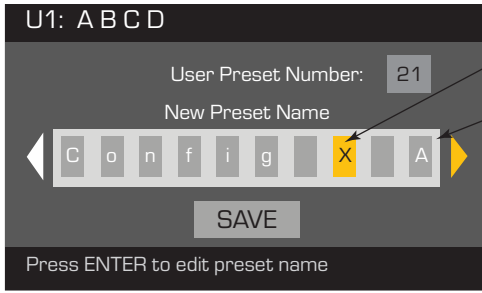 U1: A B C D
User Preset Number: 21
New Preset Name
C o n f i g X A
SAVE
Press ENTER to edit preset name